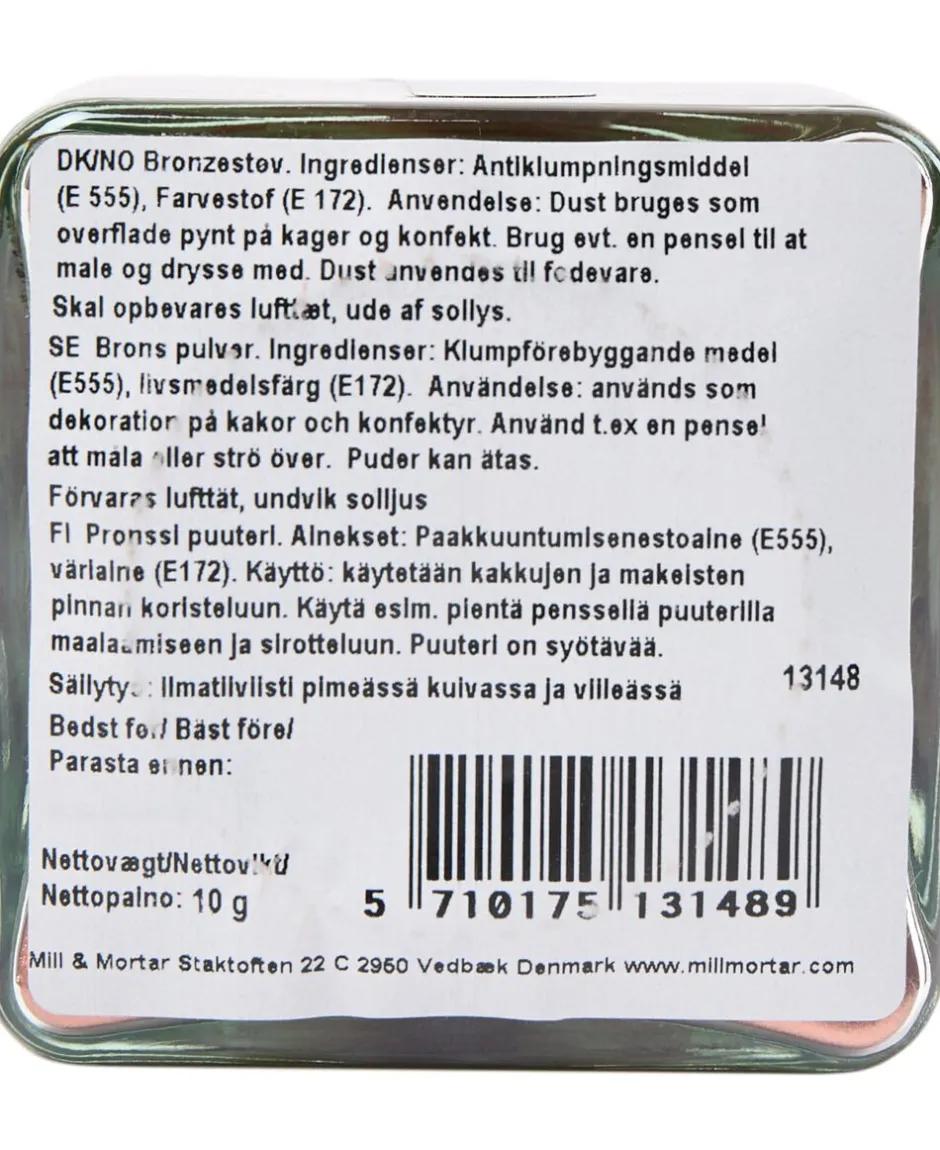 DK/NO Bronzestøv. Ingredienser: Antiklumpningsmiddel
(E 555), Farvestof (E 172). Anvendelse: Dust bruges som
overflade pynt på kager og konfekt. Brug evt. en pensel til at
male og drysse med. Dust anvendes til fødevare.
Skal opbevares lufttæt, ude af sollys.
SE Brons pulver. Ingredienser: Klumpförebyggande medel
(E555), livsmedelsfärg (E172). Användelse: används som
dekoration på kakor och konfektyr. Använd t.ex en pensel
att måla eller strö över. Puder kan ätas.
Förvaras lufttät, undvik solljus
FI Pronssi puuteri. Ainekset: Paakkuuntumisenestoaine (E555),
väriaine (E172). Käyttö: käytetään kakkujen ja makeisten
pinnan koristeluun. Käytä esim. pientä penssellä puuterilla
maalaamiseen ja sirotteluun. Puuteri on syötävää.
Säilytys: Ilmatiiviisti pimeässä kuivassa ja villeässä
13148
Bedst før/ Bäst före/
Parasta ennen:
Nettovægt/Nettovikt/
Nettopaino: 10 g
5 710175 131489
Mill & Mortar Staktoften 22 C 2950 Vedbæk Denmark www.millmortar.com